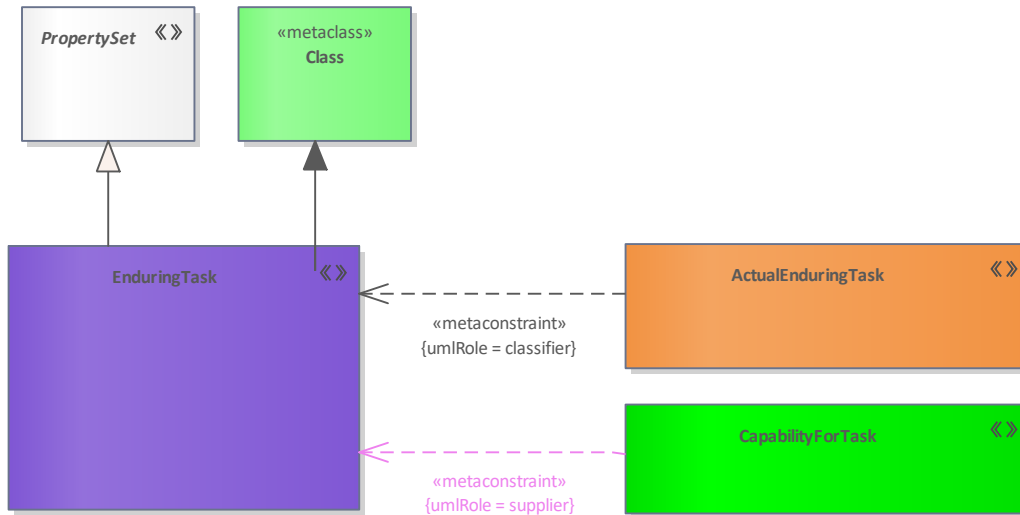 PropertySet «»
«metaclass»
Class
EnduringTask «»
ActualEnduringTask «»
«metaconstraint»
{umlRole = classifier}
CapabilityForTask «»
«metaconstraint»
{umlRole = supplier}